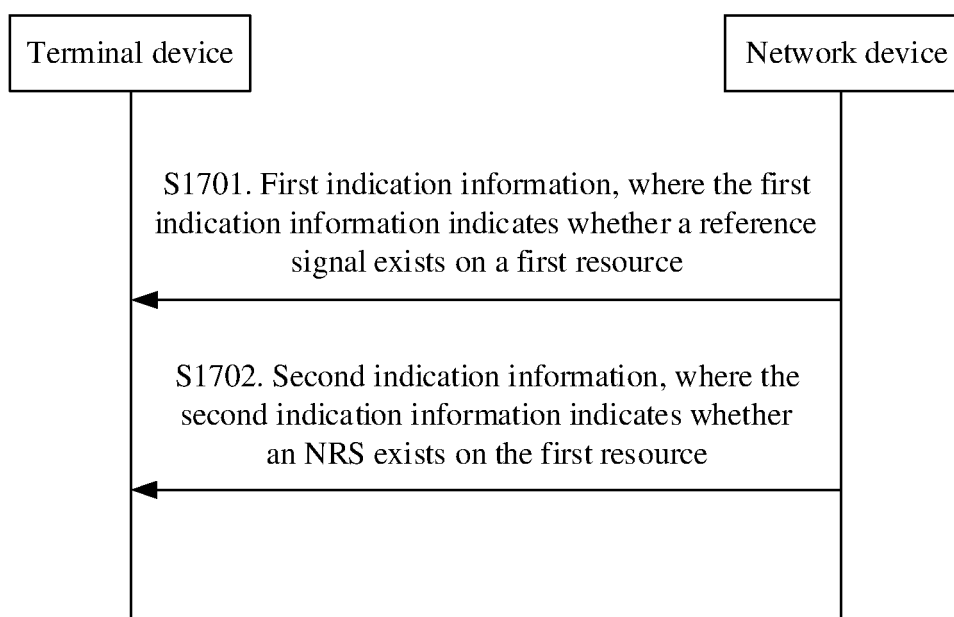 Terminal device
Network device
S1701. First indication information, where the first
indication information indicates whether a reference
signal exists on a first resource
S1702. Second indication information, where the
second indication information indicates whether
an NRS exists on the first resource